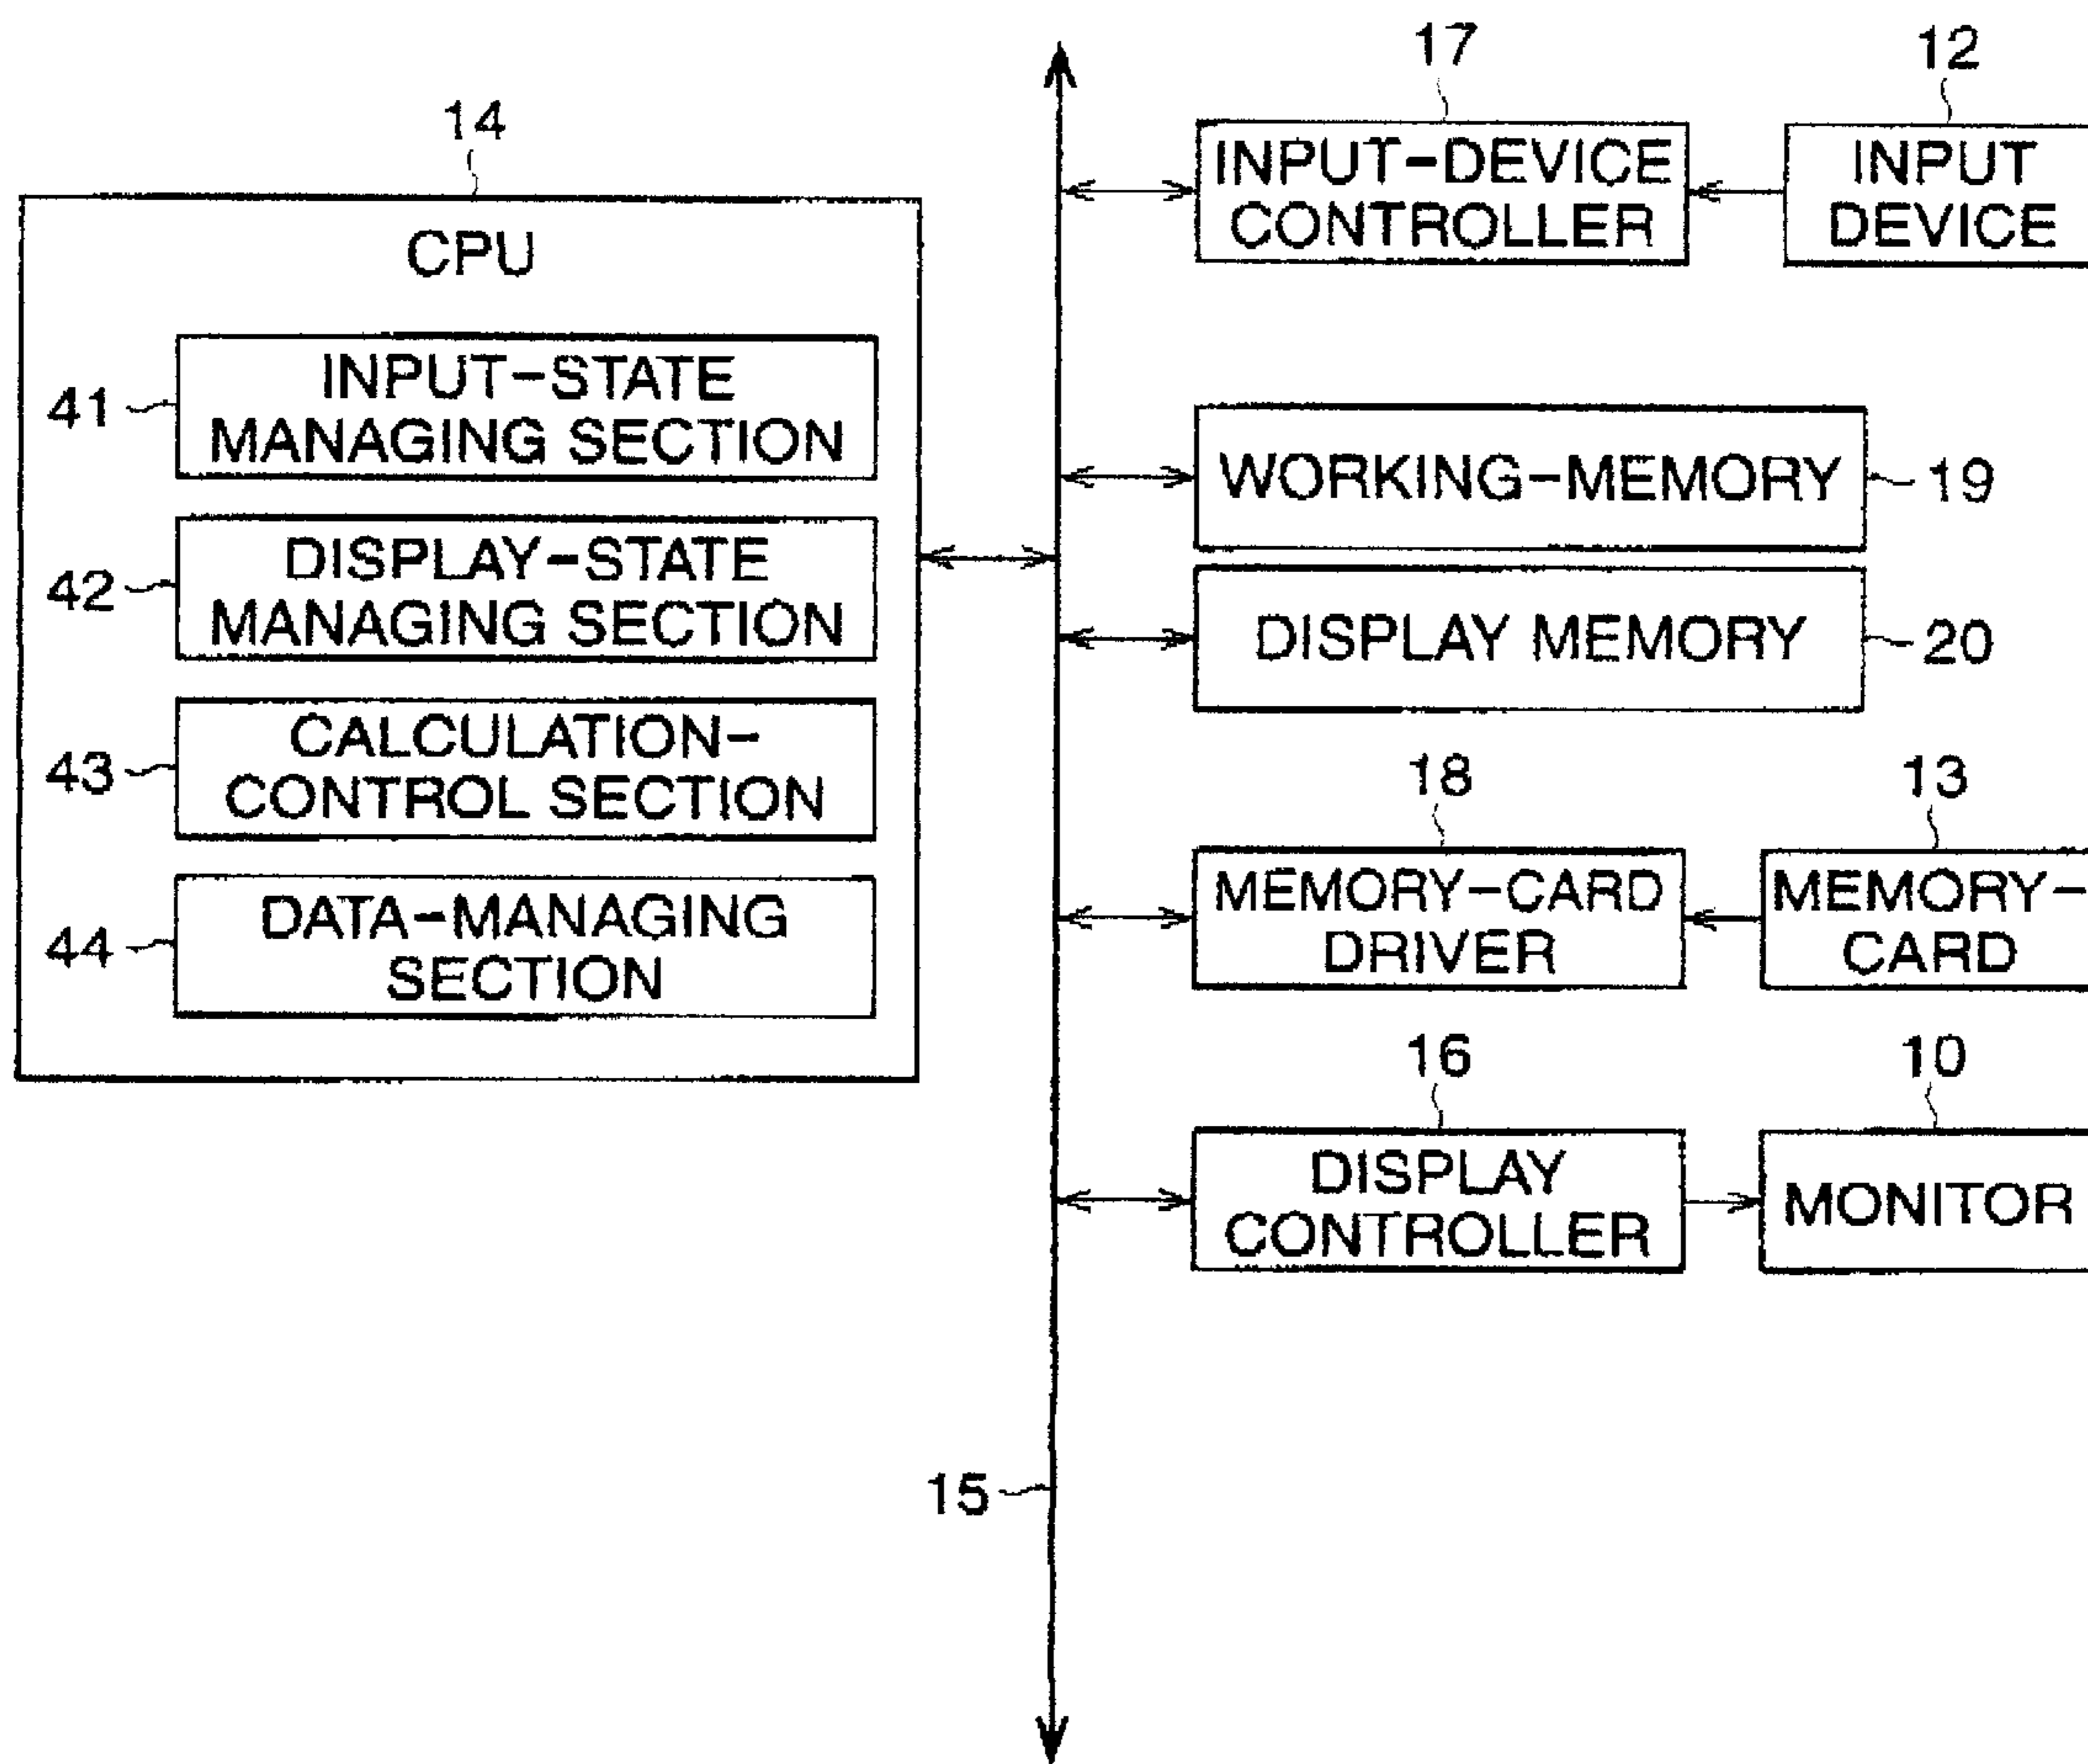 14
CPU
41
INPUT-STATE
MANAGING SECTION
42
DISPLAY-STATE
MANAGING SECTION
43
CALCULATION-
CONTROL SECTION
44
DATA-MANAGING
SECTION
15
17
INPUT-DEVICE
CONTROLLER
12
INPUT
DEVICE
WORKING-MEMORY
19
DISPLAY MEMORY
20
18
MEMORY-CARD
DRIVER
13
MEMORY-
CARD
16
DISPLAY
CONTROLLER
10
MONITOR